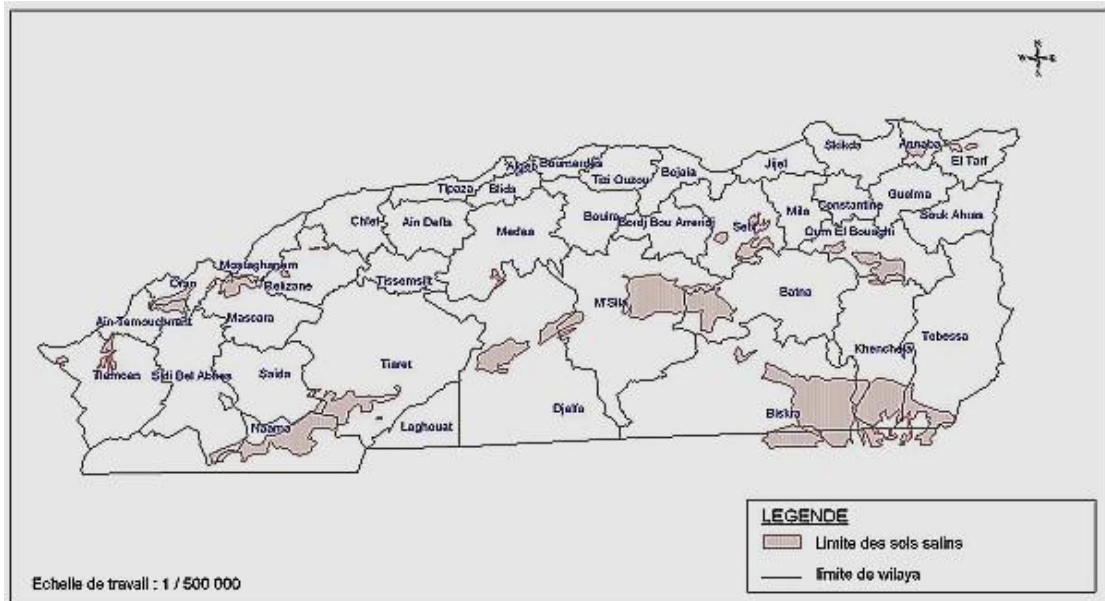 N
W E
S
Skikda
Annaba
El Tarf
Jijel
Bejaia
Boumerdes
Tizi Ouzou
Alger
Tipaza
Blida
Guelma
Mila
Constantine
Souk Ahras
Chlef
Ain Defla
Medea
Bouira
Bordj Bou Arreridj
Setif
Oum El Bouaghi
Mostaghanem
Oran
Relizane
Tissemsilt
M'Sila
Batna
Ain-Temouchnent
Mascara
Tebessa
Khenchela
Tlemcen
Sidi Bel Abbes
Saida
Tiaret
Djelfa
Biskra
Naama
Laghouat
LEGENDE
Limite des sols salins
limite de wilaya
Echelle de travail : 1 / 500 000